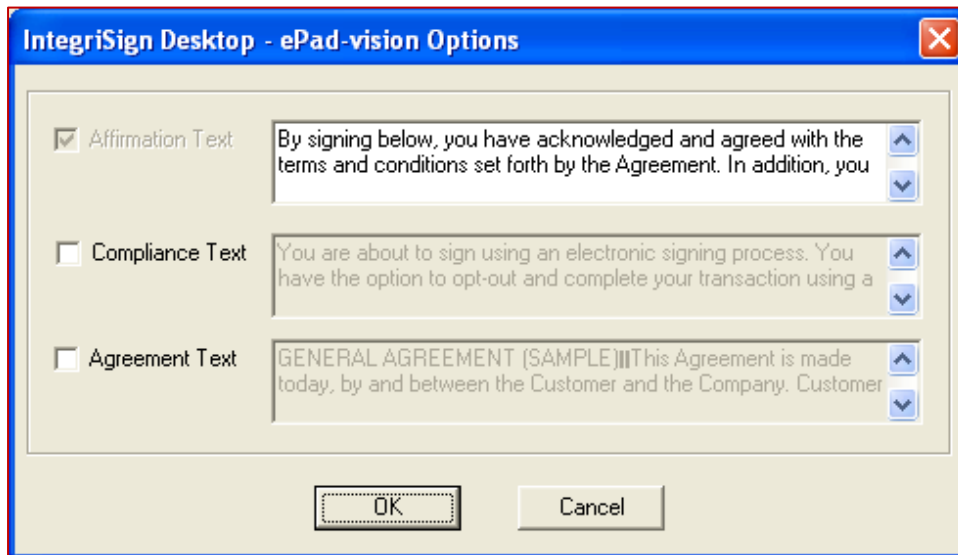 IntegriSign Desktop - ePad-vision Options
Affirmation Text
By signing below, you have acknowledged and agreed with the
terms and conditions set forth by the Agreement. In addition, you
Compliance Text
You are about to sign using an electronic signing process. You
have the option to opt-out and complete your transaction using a
Agreement Text
GENERAL AGREEMENT (SAMPLE)||This Agreement is made
today, by and between the Customer and the Company. Customer
OK
Cancel